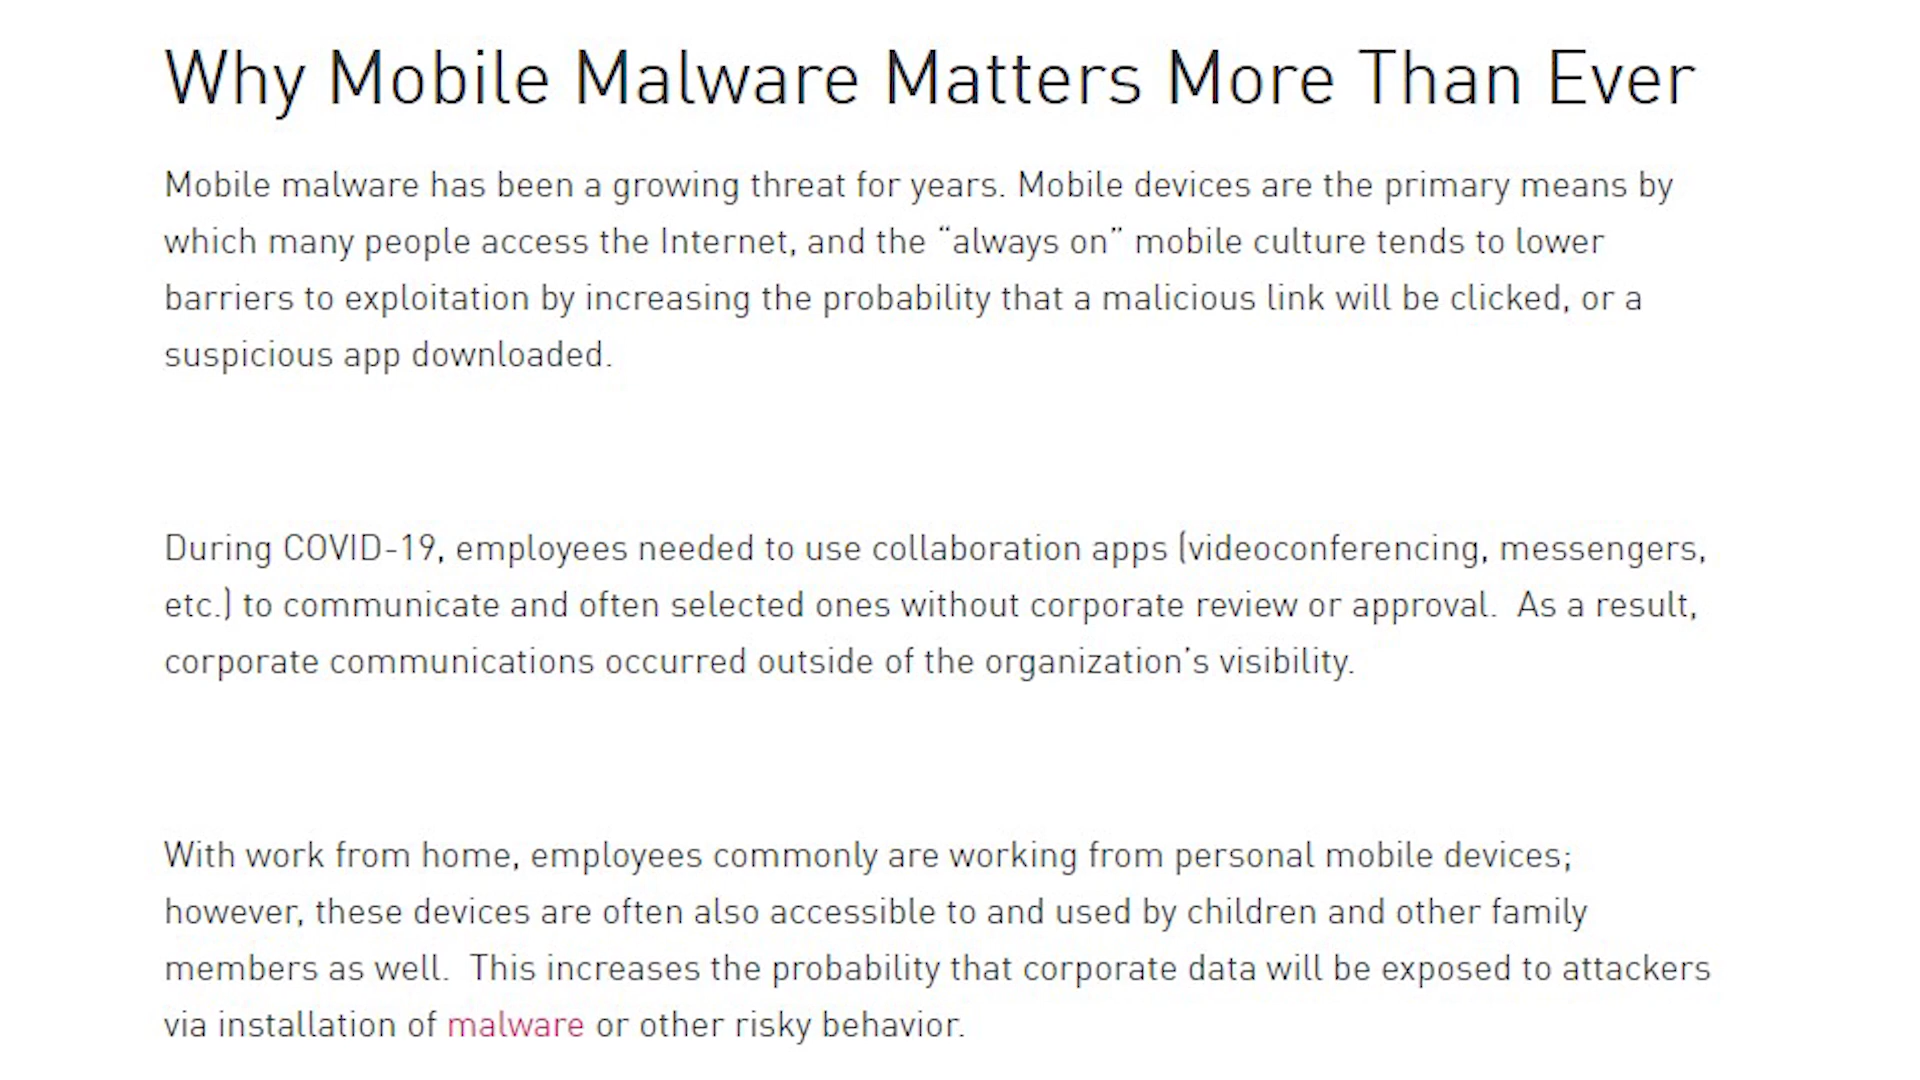 Why Mobile Malware Matters More Than Ever
Mobile malware has been a growing threat for years. Mobile devices are the primary means by
which many people access the Internet, and the “always on” mobile culture tends to lower
barriers to exploitation by increasing the probability that a malicious link will be clicked, or a
suspicious app downloaded.
During COVID-19, employees needed to use collaboration apps (videoconferencing, messengers,
etc.) to communicate and often selected ones without corporate review or approval.  As a result,
corporate communications occurred outside of the organization’s visibility.
With work from home, employees commonly are working from personal mobile devices;
however, these devices are often also accessible to and used by children and other family
members as well.  This increases the probability that corporate data will be exposed to attackers
via installation of malware or other risky behavior.